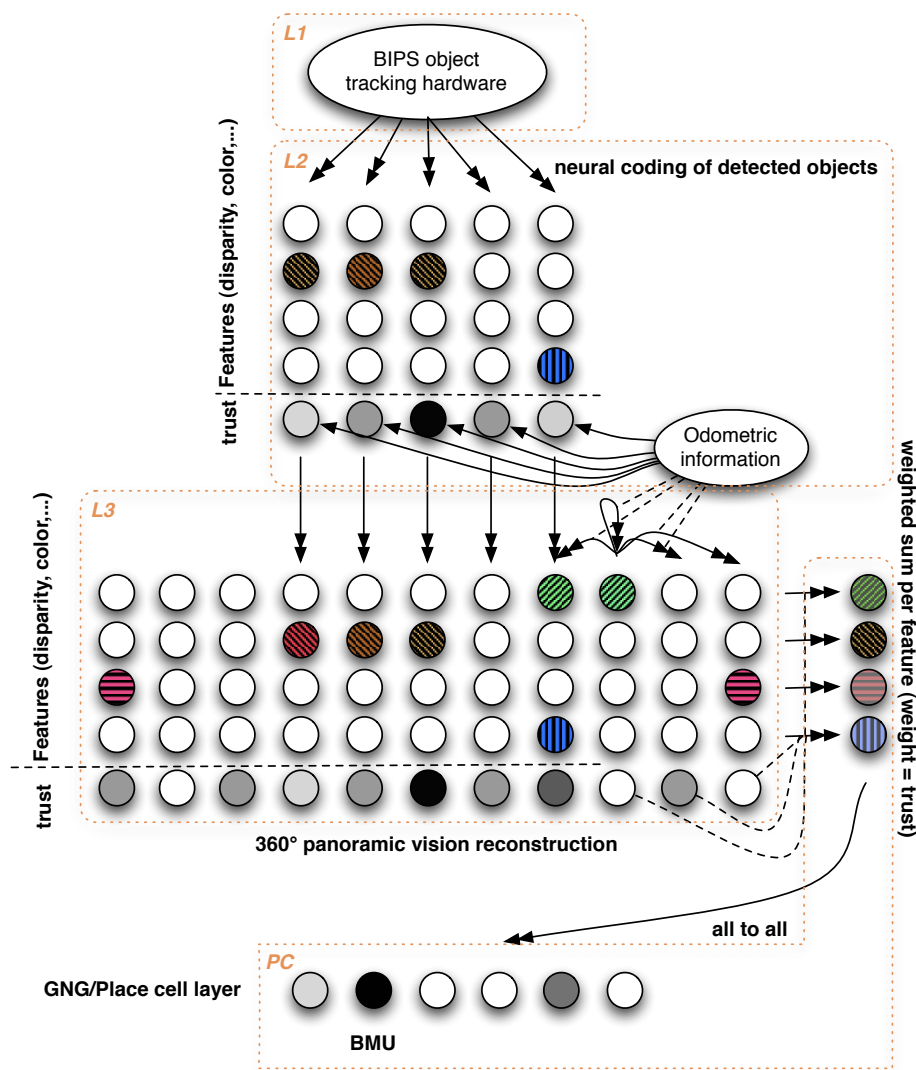 L1
BIPS object
tracking hardware
L2
neural coding of detected objects
Features (disparity, color,...)
trust
Odometric
information
L3
Features (disparity, color,...)
trust
weighted sum per feature (weight = trust)
360° panoramic vision reconstruction
all to all
PC
GNG/Place cell layer
BMU